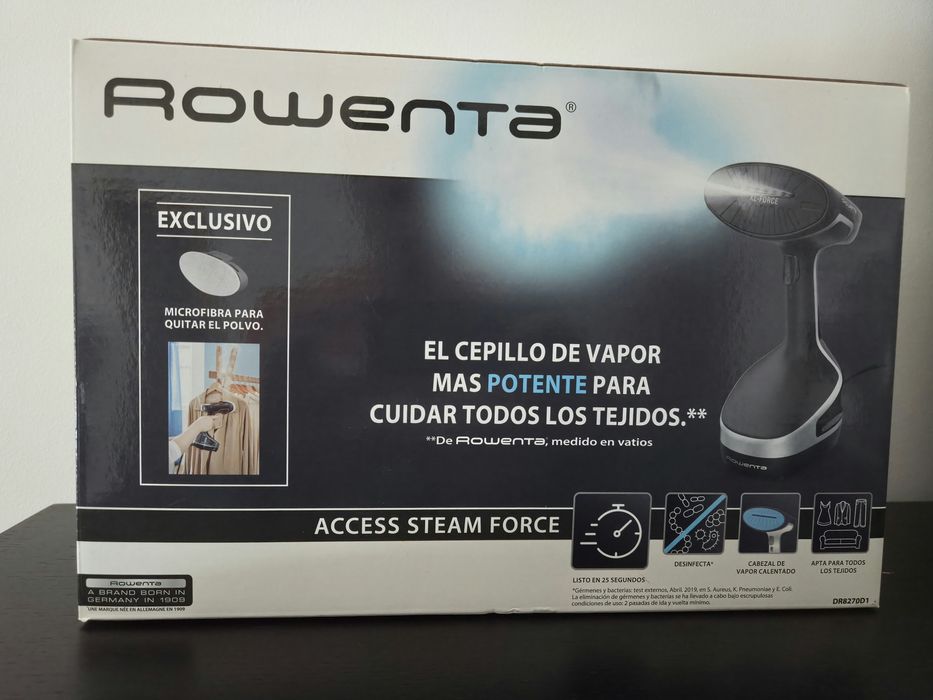 Rowenta®
EXCLUSIVO
MICROFIBRA PARA
QUITAR EL POLVO.
XL-FORCE
EL CEPILLO DE VAPOR
MAS POTENTE PARA
CUIDAR TODOS LOS TEJIDOS.**
**De Rowenta, medido en vatios
Rowenta
ACCESS STEAM FORCE
LISTO EN 25 SEGUNDOS
DESINFECTA*
CABEZAL DE
VAPOR CALENTADO
APTA PARA TODOS
LOS TEJIDOS
*Gérmenes y bacterias: test externos, Abril. 2019, en S. Aureus, K. Pneumoniae y E. Coli.
La eliminación de gérmenes y bacterias se ha llevado a cabo bajo escrupulosas
condiciones de uso: 2 pasadas de ida y vuelta mínimo.
Rowenta
A BRAND BORN IN
GERMANY IN 1909
UNE MARQUE NÉE EN ALLEMAGNE EN 1909
DR8270D1